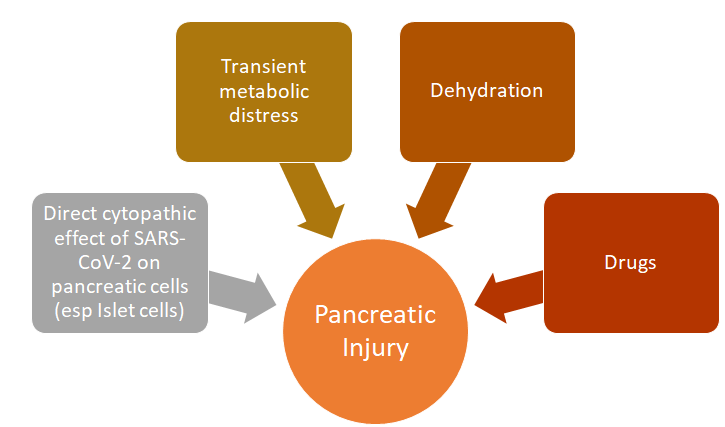 Transient
metabolic
distress
Dehydration
Direct cytopathic
effect of SARS-
CoV-2 on
pancreatic cells
(esp Islet cells)
Drugs
Pancreatic
Injury